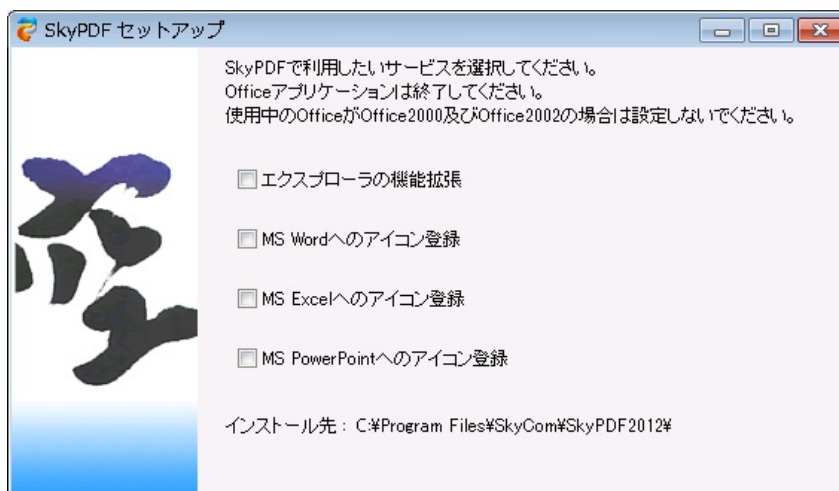 SkyPDF セットアップ
SkyPDFで利用したいサービスを選択してください。
Officeアプリケーションは終了してください。
使用中のOfficeがOffice2000及びOffice2002の場合は設定しないでください。
エクスプローラの機能拡張
MS Wordへのアイコン登録
MS Excelへのアイコン登録
MS PowerPointへのアイコン登録
インストール先： C:¥Program Files¥SkyCom¥SkyPDF2012¥
空